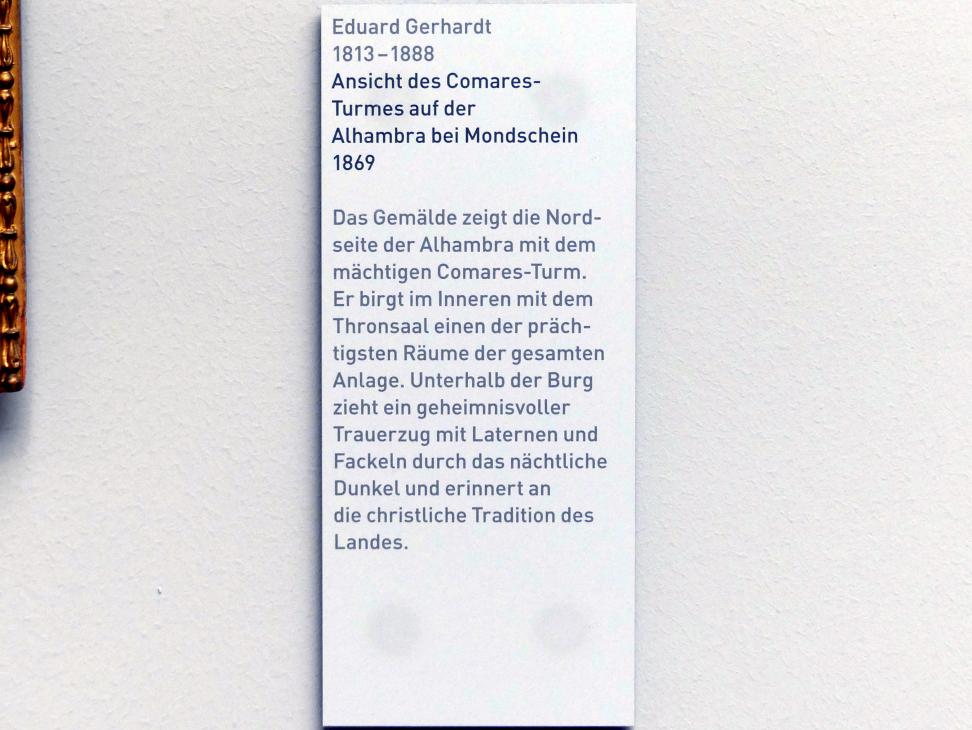 Eduard Gerhardt
1813 – 1888
Ansicht des Comares-
Turmes auf der
Alhambra bei Mondschein
1869
Das Gemälde zeigt die Nord-
seite der Alhambra mit dem
mächtigen Comares-Turm.
Er birgt im Inneren mit dem
Thronsaal einen der präch-
tigsten Räume der gesamten
Anlage. Unterhalb der Burg
zieht ein geheimnisvoller
Trauerzug mit Laternen und
Fackeln durch das nächtliche
Dunkel und erinnert an
die christliche Tradition des
Landes.